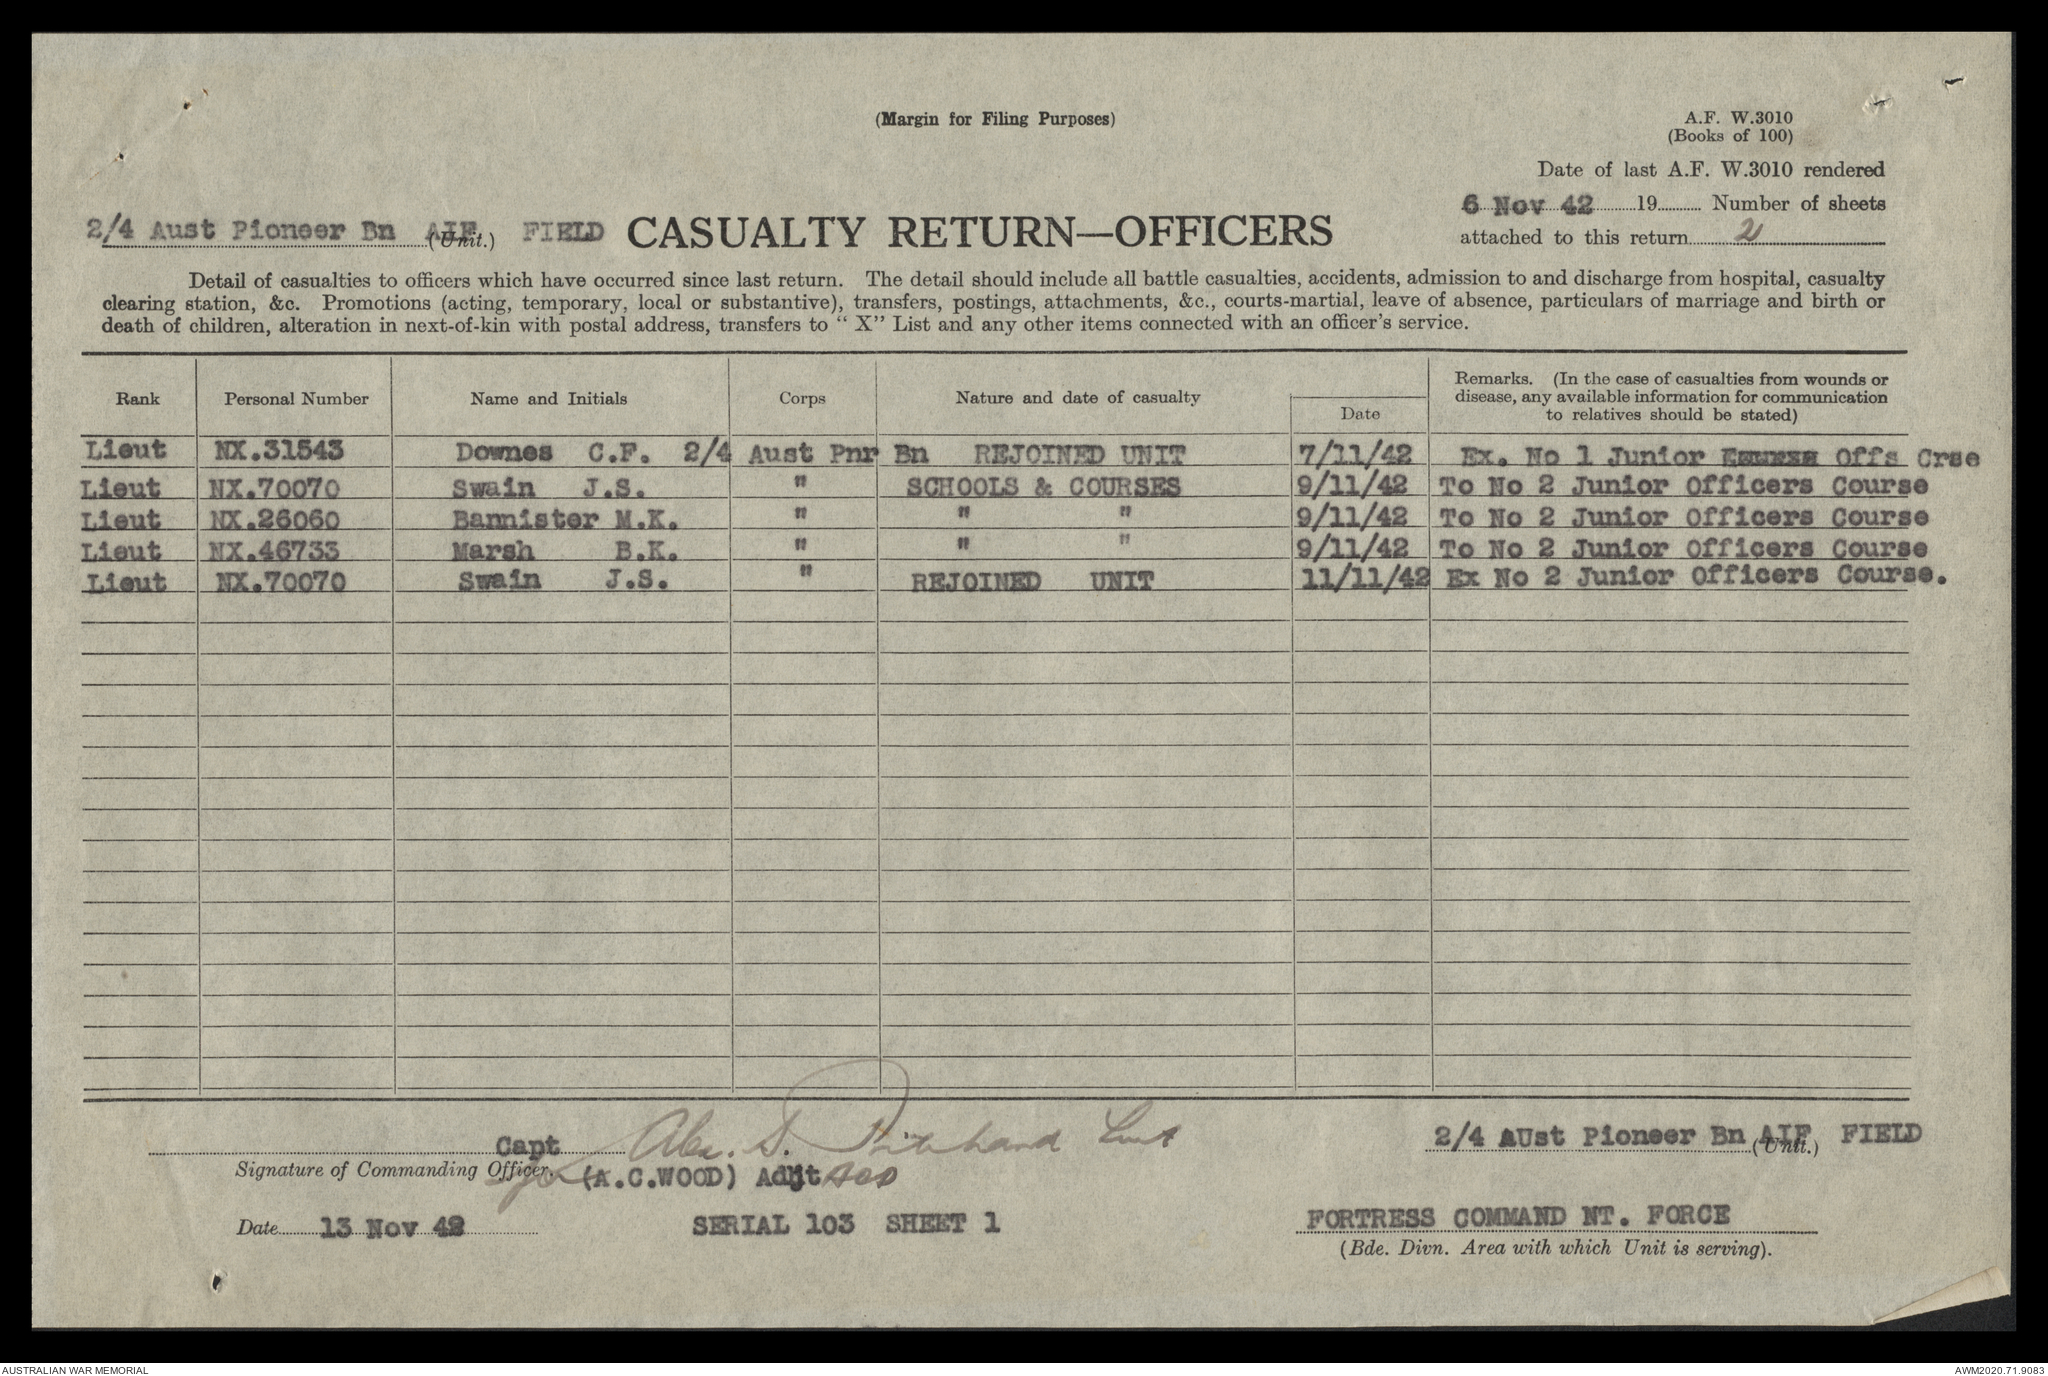 (Margin for Filing Purposes)
A.F. W.3010
(Books of 100)
Date of last A.F. W.3010 rendered
6 Nov 42 19 Number of sheets
attached to this return 2
2/4 Aust Pioneer Bn AIF FIELD
(Unit.)
CASUALTY RETURN—OFFICERS
Detail of casualties to officers which have occurred since last return. The detail should include all battle casualties, accidents, admission to and discharge from hospital, casualty
clearing station, &c. Promotions (acting, temporary, local or substantive), transfers, postings, attachments, &c., courts-martial, leave of absence, particulars of marriage and birth or
death of children, alteration in next-of-kin with postal address, transfers to “ X” List and any other items connected with an officer's service.
Rank Personal Number Name and Initials Corps Nature and date of casualty Date Remarks. (In the case of casualties from wounds or
disease, any available information for communication
to relatives should be stated)
Lieut NX.31543 Downes C.F. 2/4 Aust Pnr Bn REJOINED UNIT 7/11/42 Ex. No 1 Junior Offs Crse
Lieut NX.70070 Swain J.S. " SCHOOLS & COURSES 9/11/42 To No 2 Junior Officers Course
Lieut NX.26060 Bannister M.K. " " " 9/11/42 To No 2 Junior Officers Course
Lieut NX.46733 Marsh B.K. " " " 9/11/42 To No 2 Junior Officers Course
Lieut NX.70070 Swain J.S. " REJOINED UNIT 11/11/42 Ex No 2 Junior Officers Course.
Capt Alex. S. Pritchard Lieut
Signature of Commanding Officer. (A.C.WOOD) Adjt
2/4 AUst Pioneer Bn AIF FIELD
(Unit.)
Date 13 Nov 42 SERIAL 103 SHEET 1
FORTRESS COMMAND NT. FORCE
(Bde. Divn. Area with which Unit is serving).
AUSTRALIAN WAR MEMORIAL AWM2020.71.9083